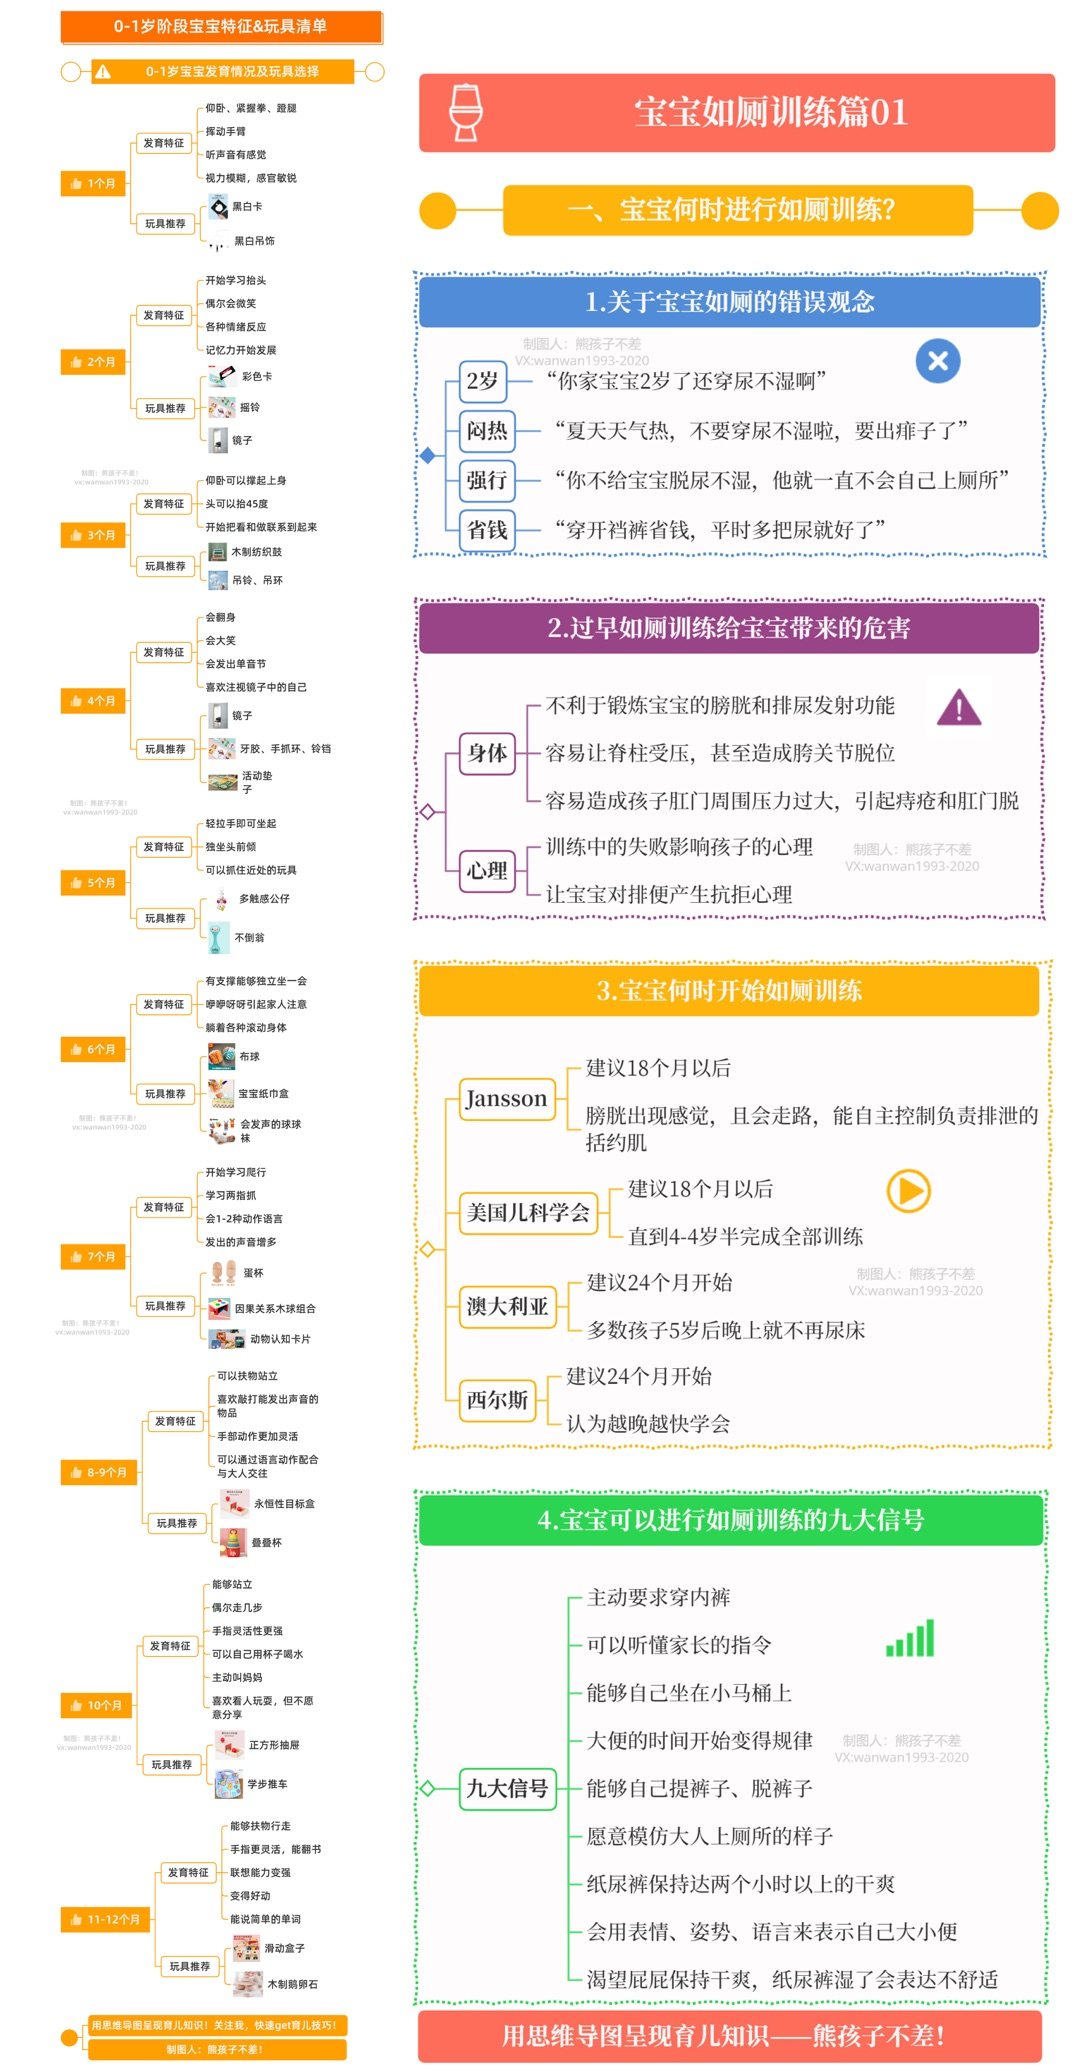 0-1岁阶段宝宝特征&玩具清单
0-1岁宝宝发育情况及玩具选择
1个月
发育特征
仰卧、紧握拳、蹬腿
挥动手臂
听声音有感觉
视力模糊，感官敏锐
玩具推荐
黑白卡
黑白吊饰
2个月
发育特征
开始学习抬头
偶尔会微笑
各种情绪反应
记忆力开始发展
玩具推荐
彩色卡
摇铃
镜子
制图：熊孩子不差！
vx:wanwan1993-2020
3个月
发育特征
仰卧可以撑起上身
头可以抬45度
开始把看和做联系到起来
玩具推荐
木制纺织鼓
吊铃、吊环
4个月
发育特征
会翻身
会大笑
会发出单音节
喜欢注视镜子中的自己
玩具推荐
镜子
牙胶、手抓环、铃铛
活动垫
子
制图：熊孩子不差！
vx:wanwan1993-2020
5个月
发育特征
轻拉手即可坐起
独坐头前倾
可以抓住近处的玩具
玩具推荐
多触感公仔
不倒翁
6个月
发育特征
有支撑能够独立坐一会
咿咿呀呀引起家人注意
躺着各种滚动身体
玩具推荐
布球
宝宝纸巾盒
会发声的球球
袜
制图：熊孩子不差！
vx:wanwan1993-2020
7个月
发育特征
开始学习爬行
学习两指抓
会1-2种动作语言
发出的声音增多
玩具推荐
蛋杯
因果关系木球组合
动物认知卡片
制图：熊孩子不差！
vx:wanwan1993-2020
8-9个月
发育特征
可以扶物站立
喜欢敲打能发出声音的
物品
手部动作更加灵活
可以通过语言动作配合
与大人交往
玩具推荐
永恒性目标盒
叠叠杯
10个月
发育特征
能够站立
偶尔走几步
手指灵活性更强
可以自己用杯子喝水
主动叫妈妈
喜欢看人玩耍，但不愿
意分享
玩具推荐
正方形抽屉
学步推车
制图：熊孩子不差！
vx:wanwan1993-2020
11-12个月
发育特征
能够扶物行走
手指更灵活，能翻书
联想能力变强
变得好动
能说简单的单词
玩具推荐
滑动盒子
木制鹅卵石
用思维导图呈现育儿知识！关注我，快速get育儿技巧！
制图人：熊孩子不差！
宝宝如厕训练篇01
一、宝宝何时进行如厕训练？
1.关于宝宝如厕的错误观念
制图人：熊孩子不差
VX:wanwan1993-2020
2岁
“你家宝宝2岁了还穿尿不湿啊”
闷热
“夏天天气热，不要穿尿不湿啦，要出痱子了”
强行
“你不给宝宝脱尿不湿，他就一直不会自己上厕所”
省钱
“穿开裆裤省钱，平时多把尿就好了”
2.过早如厕训练给宝宝带来的危害
身体
不利于锻炼宝宝的膀胱和排尿发射功能
容易让脊柱受压，甚至造成胯关节脱位
容易造成孩子肛门周围压力过大，引起痔疮和肛门脱
心理
训练中的失败影响孩子的心理
让宝宝对排便产生抗拒心理
制图人：熊孩子不差
VX:wanwan1993-2020
3.宝宝何时开始如厕训练
Jansson
建议18个月以后
膀胱出现感觉，且会走路，能自主控制负责排泄的
括约肌
美国儿科学会
建议18个月以后
直到4-4岁半完成全部训练
澳大利亚
建议24个月开始
多数孩子5岁后晚上就不再尿床
制图人：熊孩子不差
VX:wanwan1993-2020
西尔斯
建议24个月开始
认为越晚越快学会
4.宝宝可以进行如厕训练的九大信号
九大信号
主动要求穿内裤
可以听懂家长的指令
能够自己坐在小马桶上
大便的时间开始变得规律
能够自己提裤子、脱裤子
愿意模仿大人上厕所的样子
纸尿裤保持达两个小时以上的干爽
会用表情、姿势、语言来表示自己大小便
渴望屁屁保持干爽，纸尿裤湿了会表达不舒适
制图人：熊孩子不差
VX:wanwan1993-2020
用思维导图呈现育儿知识——熊孩子不差！